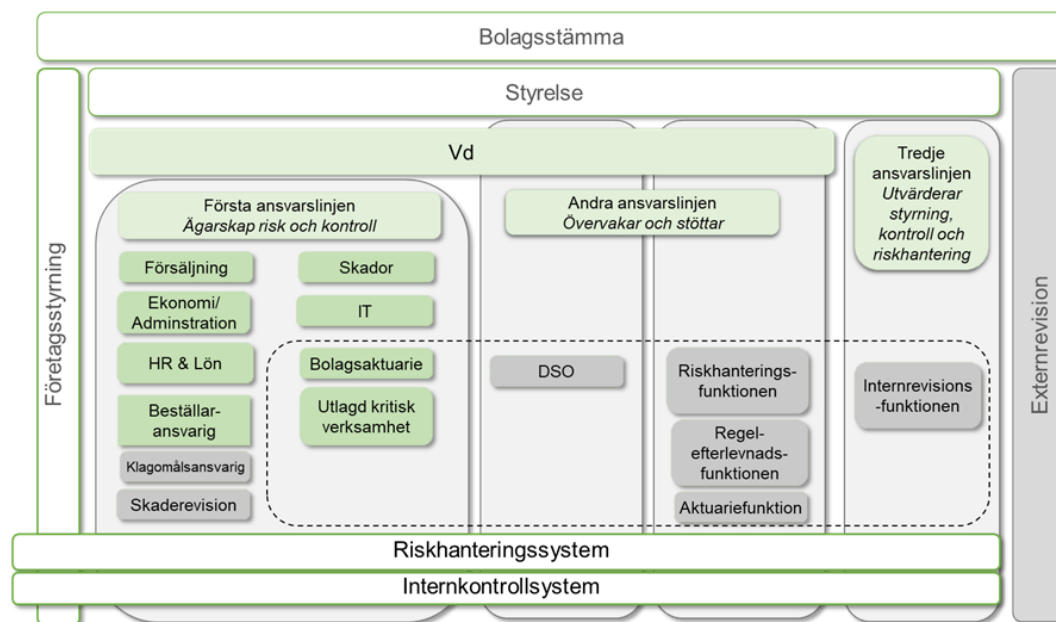 Bolagsstämma
Styrelse
Vd
Företagsstyrning
Externrevision
Första ansvarslinjen
Ägarskap risk och kontroll
Försäljning
Skador
Ekonomi/
Adminstration
IT
HR & Lön
Bolagsaktuarie
Beställar-
ansvarig
Utlagd kritisk
verksamhet
Klagomålsansvarig
Skaderevision
Andra ansvarslinjen
Övervakar och stöttar
DSO
Riskhanterings-
funktionen
Regel-
efterlevnads-
funktionen
Aktuariefunktion
Tredje
ansvarslinjen
Utvärderar
styrning,
kontroll och
riskhantering
Internrevisions
-funktionen
Riskhanteringssystem
Internkontrollsystem